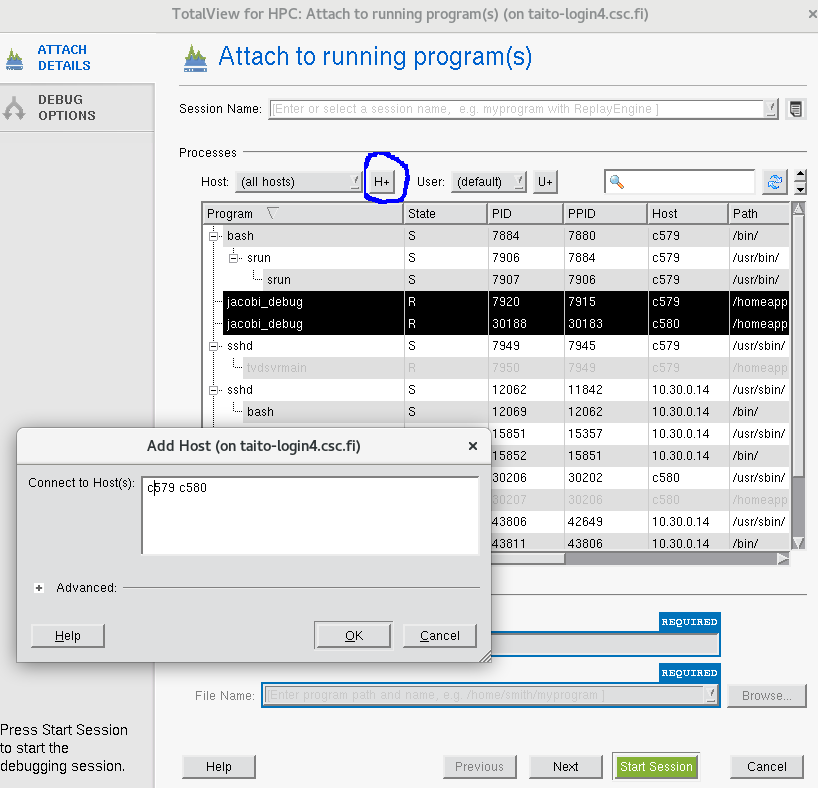 TotalView for HPC: Attach to running program(s) (on taito-login4.csc.fi)
ATTACH
DETAILS
DEBUG
OPTIONS
Attach to running program(s)
Session Name: [Enter or select a session name, e.g. myprogram with ReplayEngine ]
Processes
Host: (all hosts) H+ User: (default) U+
Program State PID PPID Host Path
bash S 7884 7880 c579 /bin/
srun S 7906 7884 c579 /usr/bin/
srun S 7907 7906 c579 /usr/bin/
jacobi_debug R 7920 7915 c579 /homeapp
jacobi_debug R 30188 30183 c580 /homeapp
sshd S 7949 7945 c579 /usr/sbin/
tvdsvrmain R 7950 7949 c579 /homeapp
sshd S 12062 11842 10.30.0.14 /usr/sbin/
bash S 12069 12062 10.30.0.14 /bin/
15851 15357 10.30.0.14 /usr/sbin/
15852 15851 10.30.0.14 /bin/
30206 30202 c580 /usr/sbin/
30207 30206 c580 /homeapp
43806 42649 10.30.0.14 /usr/sbin/
43811 43806 10.30.0.14 /bin/
Add Host (on taito-login4.csc.fi)
Connect to Host(s): c579 c580
Advanced:
Help OK Cancel
REQUIRED
REQUIRED
File Name: [Enter program path and name, e.g. /home/smith/myprogram ] Browse...
Press Start Session
to start the
debugging session.
Help Previous Next Start Session Cancel